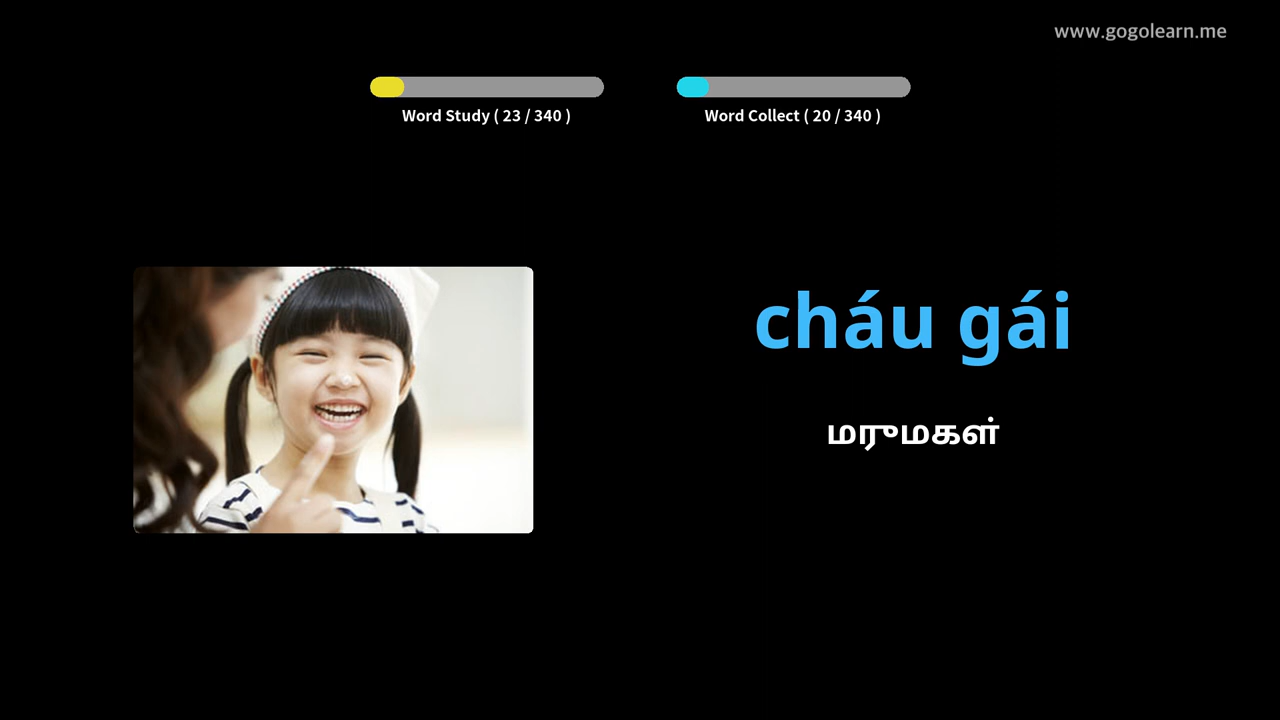 www.gogolearn.me
Word Study ( 23 / 340 )
Word Collect ( 20 / 340 )
cháu gái
மருமகள்